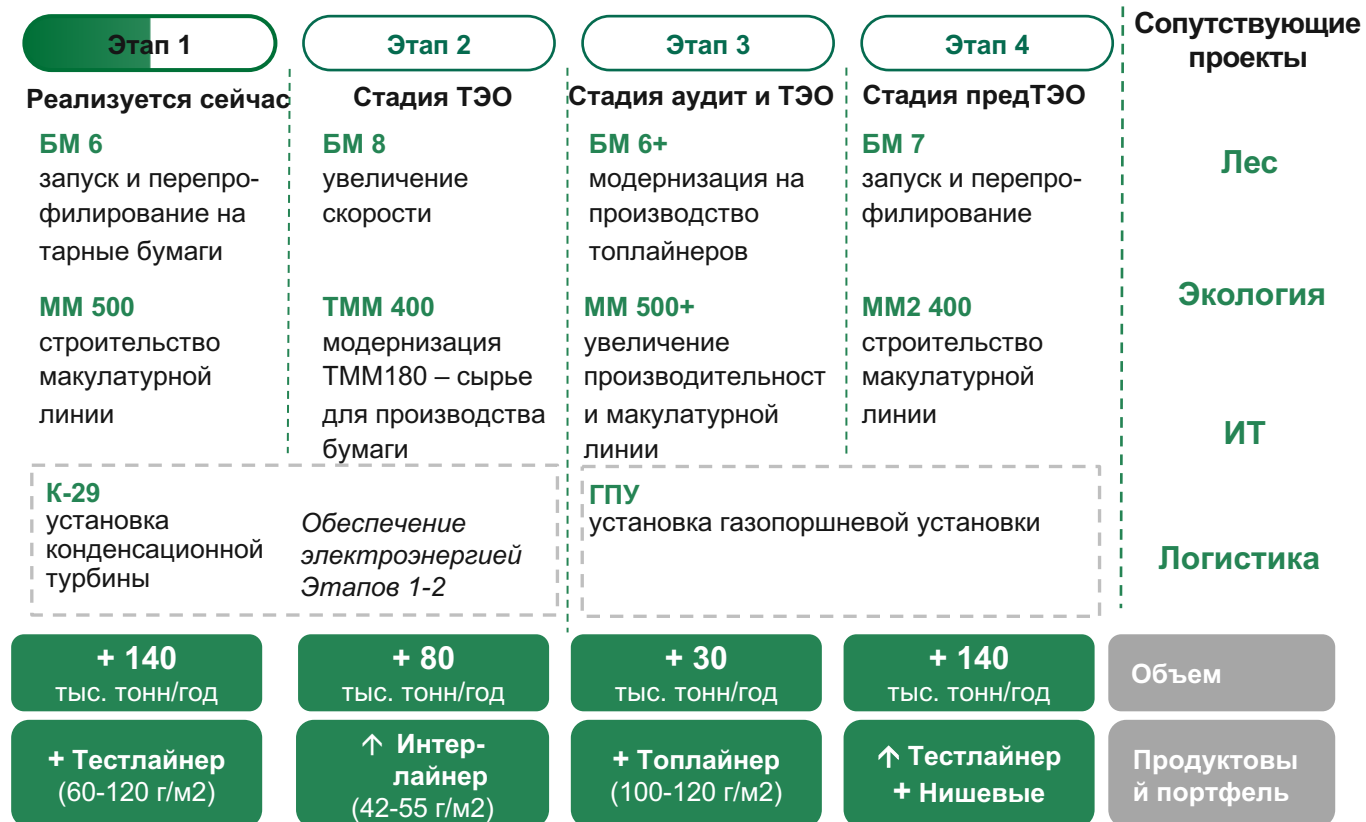 Этап 1
Этап 2
Этап 3
Этап 4
Сопутствующие
проекты
Реализуется сейчас
Стадия ТЭО
Стадия аудит и ТЭО
Стадия предТЭО
БМ 6
запуск и перепро-
филирование на
тарные бумаги
БМ 8
увеличение
скорости
БМ 6+
модернизация на
производство
топлайнеров
БМ 7
запуск и перепро-
филирование
Лес
ММ 500
строительство
макулатурной
линии
ТММ 400
модернизация
ТММ180 – сырье
для производства
бумаги
ММ 500+
увеличение
производительност
и макулатурной
линии
ММ2 400
строительство
макулатурной
линии
Экология
ИТ
К-29
установка
конденсационной
турбины
Обеспечение
электроэнергией
Этапов 1-2
ГПУ
установка газопоршневой установки
Логистика
+ 140
тыс. тонн/год
+ 80
тыс. тонн/год
+ 30
тыс. тонн/год
+ 140
тыс. тонн/год
Объем
+ Тестлайнер
(60-120 г/м2)
↑ Интер-
лайнер
(42-55 г/м2)
+ Топлайнер
(100-120 г/м2)
↑ Тестлайнер
+ Нишевые
Продуктовы
й портфель